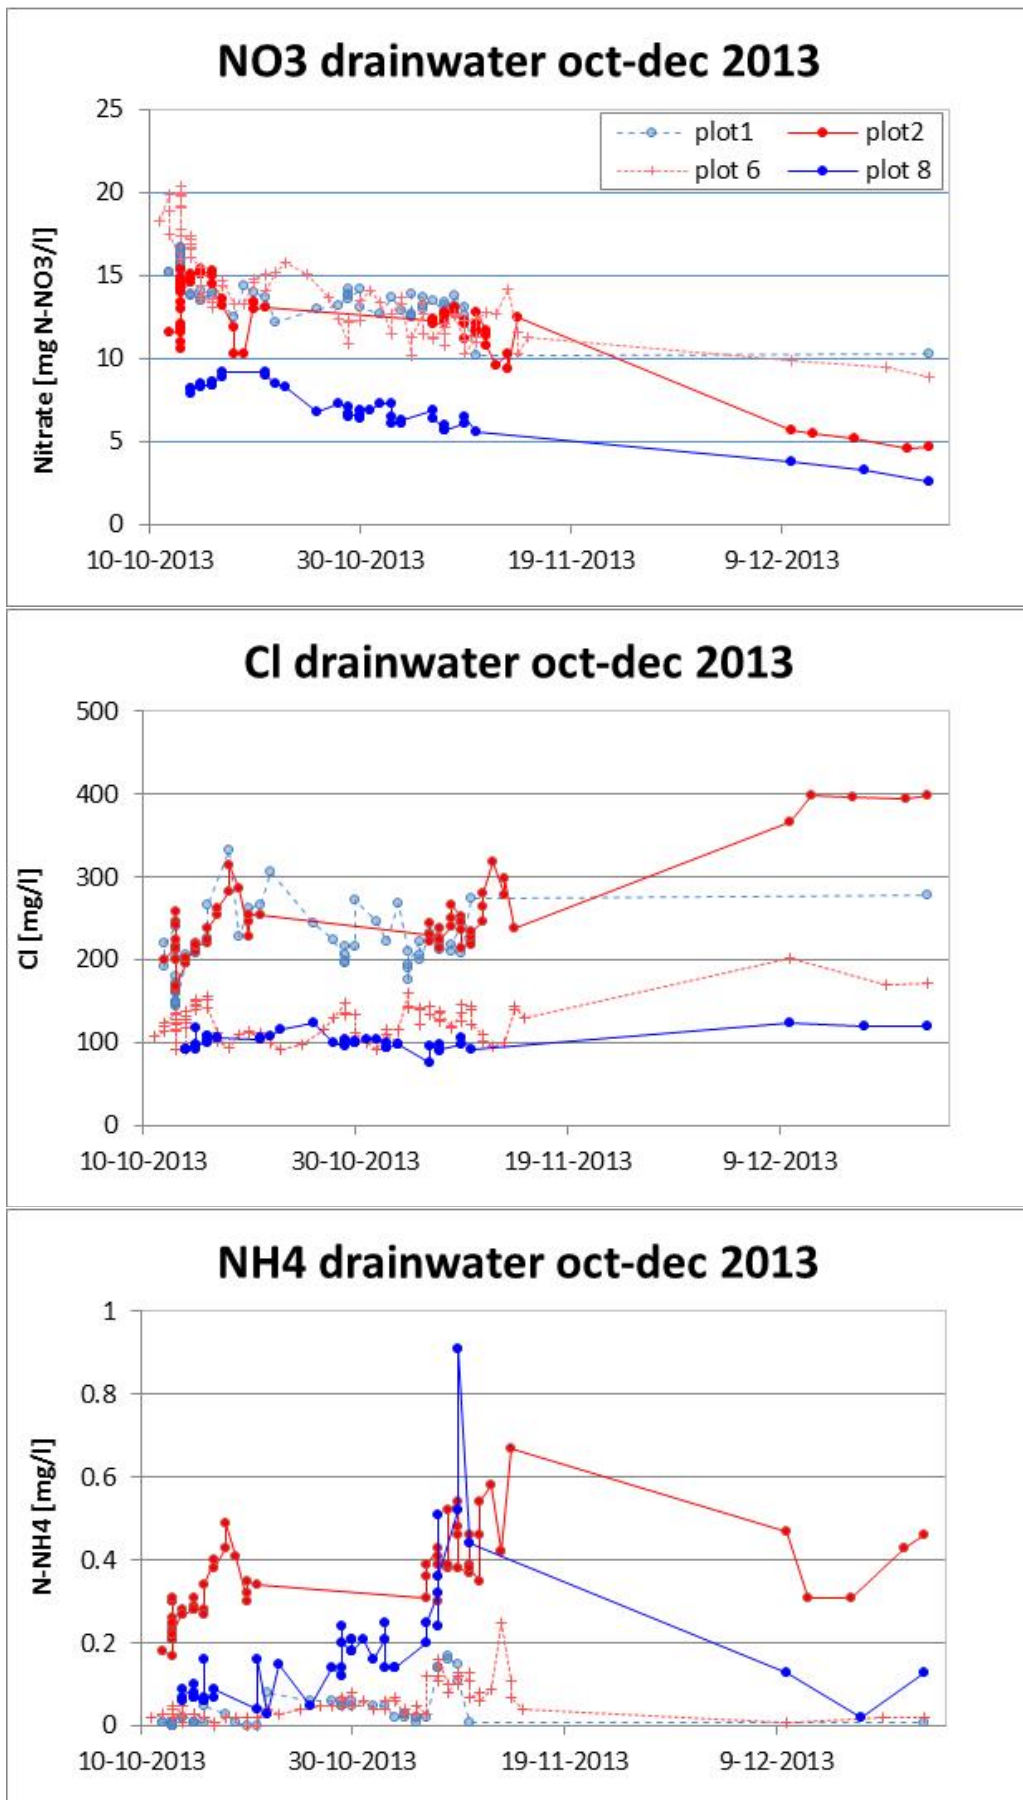 NO3 drainwater oct-dec 2013
25
20
15
10
5
0
Nitrate [mg N-NO3/l]
plot1 plot2
plot 6 plot 8
10-10-2013 30-10-2013 19-11-2013 9-12-2013
Cl drainwater oct-dec 2013
500
400
300
200
100
0
Cl [mg/l]
10-10-2013 30-10-2013 19-11-2013 9-12-2013
NH4 drainwater oct-dec 2013
1
0.8
0.6
0.4
0.2
0
N-NH4 [mg/l]
10-10-2013 30-10-2013 19-11-2013 9-12-2013